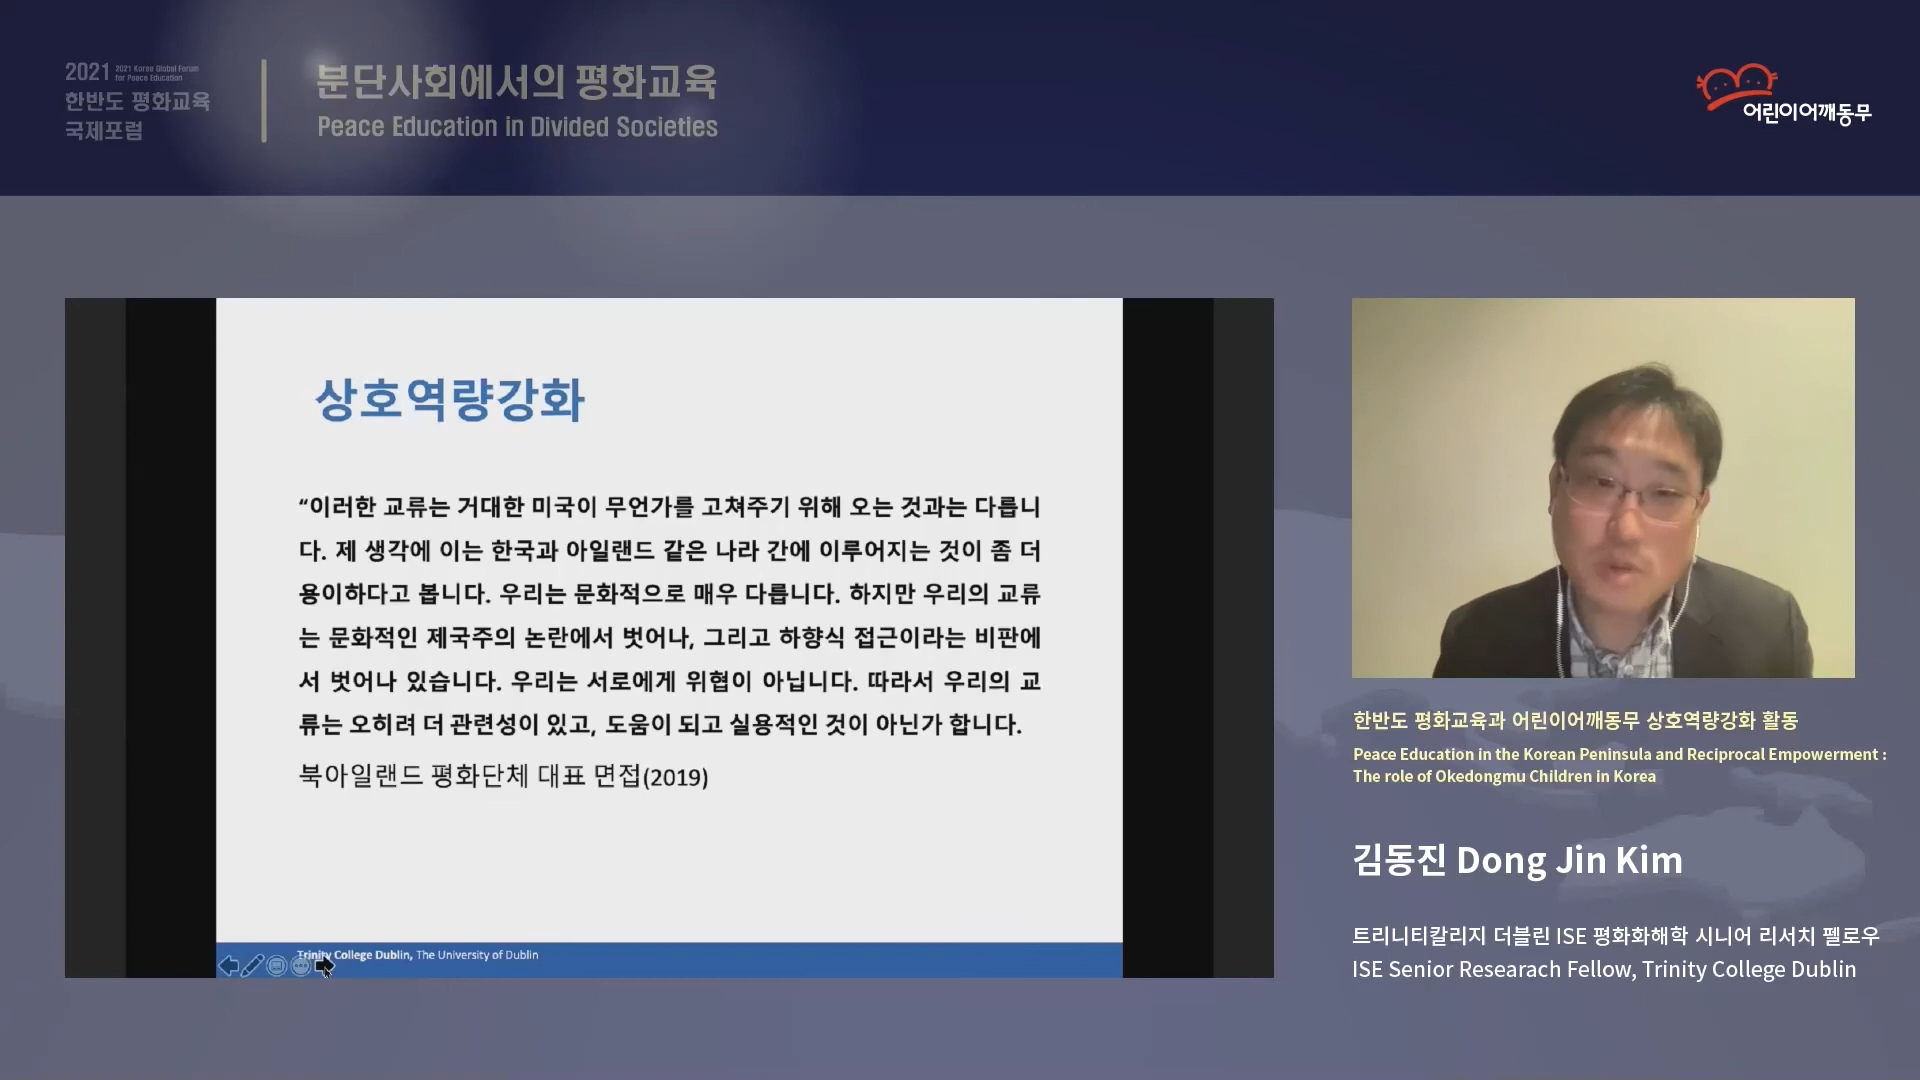 2021 2021 Korea Global Forum
for Peace Education
한반도 평화교육
국제포럼
분단사회에서의 평화교육
Peace Education in Divided Societies
어린이어깨동무
상호역량강화
“이러한 교류는 거대한 미국이 무언가를 고쳐주기 위해 오는 것과는 다릅니
다. 제 생각에 이는 한국과 아일랜드 같은 나라 간에 이루어지는 것이 좀 더
용이하다고 봅니다. 우리는 문화적으로 매우 다릅니다. 하지만 우리의 교류
는 문화적인 제국주의 논란에서 벗어나, 그리고 하향식 접근이라는 비판에
서 벗어나 있습니다. 우리는 서로에게 위협이 아닙니다. 따라서 우리의 교
류는 오히려 더 관련성이 있고, 도움이 되고 실용적인 것이 아닌가 합니다.
북아일랜드 평화단체 대표 면접(2019)
Trinity College Dublin, The University of Dublin
한반도 평화교육과 어린이어깨동무 상호역량강화 활동
Peace Education in the Korean Peninsula and Reciprocal Empowerment :
The role of Okedongmu Children in Korea
김동진 Dong Jin Kim
트리니티칼리지 더블린 ISE 평화화해학 시니어 리서치 펠로우
ISE Senior Researach Fellow, Trinity College Dublin